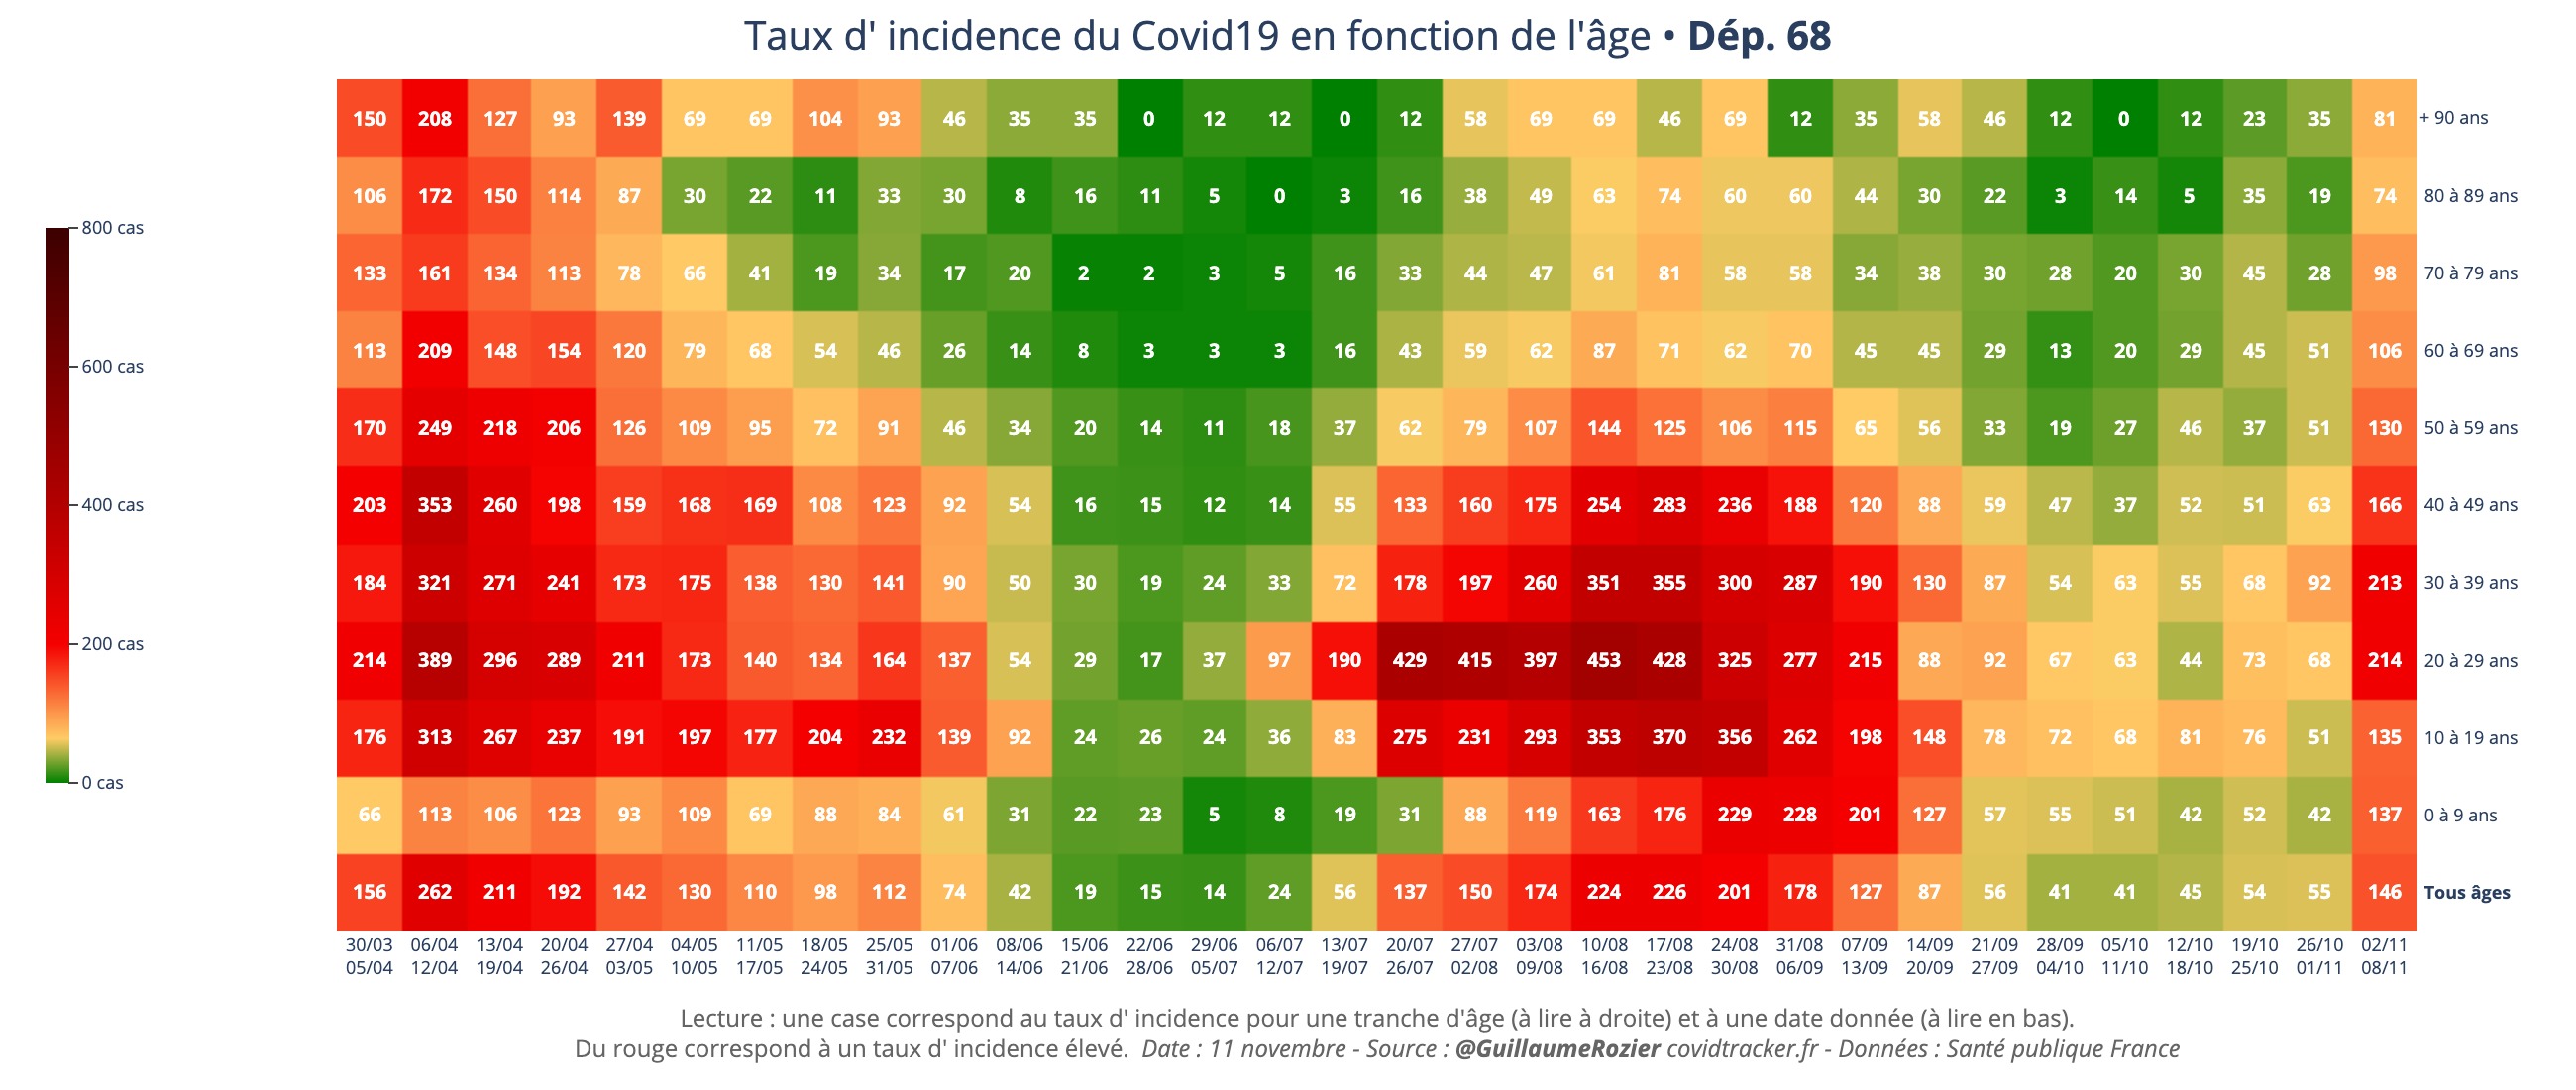 Taux d' incidence du Covid19 en fonction de l'âge • Dép. 68
800 cas
600 cas
400 cas
200 cas
0 cas
150 208 127 93 139 69 69 104 93 46 35 35 0 12 12 0 12 58 69 69 46 69 12 35 58 46 12 0 12 23 35 81 + 90 ans
106 172 150 114 87 30 22 11 33 30 8 16 11 5 0 3 16 38 49 63 74 60 60 44 30 22 3 14 5 35 19 74 80 à 89 ans
133 161 134 113 78 66 41 19 34 17 20 2 2 3 5 16 33 44 47 61 81 58 58 34 38 30 28 20 30 45 28 98 70 à 79 ans
113 209 148 154 120 79 68 54 46 26 14 8 3 3 3 16 43 59 62 87 71 62 70 45 45 29 13 20 29 45 51 106 60 à 69 ans
170 249 218 206 126 109 95 72 91 46 34 20 14 11 18 37 62 79 107 144 125 106 115 65 56 33 19 27 46 37 51 130 50 à 59 ans
203 353 260 198 159 168 169 108 123 92 54 16 15 12 14 55 133 160 175 254 283 236 188 120 88 59 47 37 52 51 63 166 40 à 49 ans
184 321 271 241 173 175 138 130 141 90 50 30 19 24 33 72 178 197 260 351 355 300 287 190 130 87 54 63 55 68 92 213 30 à 39 ans
214 389 296 289 211 173 140 134 164 137 54 29 17 37 97 190 429 415 397 453 428 325 277 215 88 92 67 63 44 73 68 214 20 à 29 ans
176 313 267 237 191 197 177 204 232 139 92 24 26 24 36 83 275 231 293 353 370 356 262 198 148 78 72 68 81 76 51 135 10 à 19 ans
66 113 106 123 93 109 69 88 84 61 31 22 23 5 8 19 31 88 119 163 176 229 228 201 127 57 55 51 42 52 42 137 0 à 9 ans
156 262 211 192 142 130 110 98 112 74 42 19 15 14 24 56 137 150 174 224 226 201 178 127 87 56 41 41 45 54 55 146 Tous âges
30/03 06/04 13/04 20/04 27/04 04/05 11/05 18/05 25/05 01/06 08/06 15/06 22/06 29/06 06/07 13/07 20/07 27/07 03/08 10/08 17/08 24/08 31/08 07/09 14/09 21/09 28/09 05/10 12/10 19/10 26/10 02/11
05/04 12/04 19/04 26/04 03/05 10/05 17/05 24/05 31/05 07/06 14/06 21/06 28/06 05/07 12/07 19/07 26/07 02/08 09/08 16/08 23/08 30/08 06/09 13/09 20/09 27/09 04/10 11/10 18/10 25/10 01/11 08/11
Lecture : une case correspond au taux d' incidence pour une tranche d'âge (à lire à droite) et à une date donnée (à lire en bas).
Du rouge correspond à un taux d' incidence élevé. Date : 11 novembre - Source : @GuillaumeRozier covidtracker.fr - Données : Santé publique France